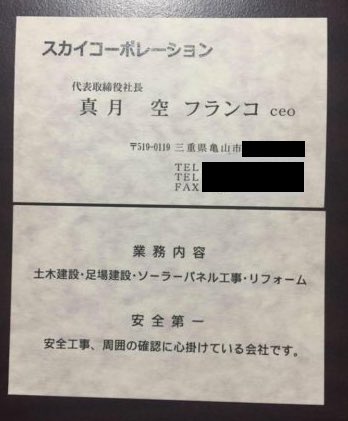 スカイコーポレーション
代表取締役社長
真月 空 フランコ ceo
〒519-0119 三重県亀山市
TEL
TEL
FAX
業務内容
土木建設・足場建設・ソーラーパネル工事・リフォーム
安全第一
安全工事、周囲の確認に心掛けている会社です。